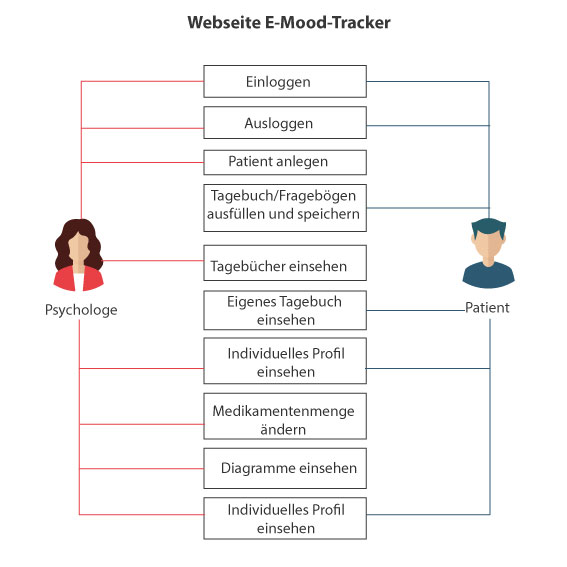 Webseite E-Mood-Tracker
Einloggen
Ausloggen
Patient anlegen
Tagebuch/Fragebögen
ausfüllen und speichern
Tagebücher einsehen
Psychologe
Patient
Eigenes Tagebuch
einsehen
Individuelles Profil
einsehen
Medikamentenmenge
ändern
Diagramme einsehen
Individuelles Profil
einsehen